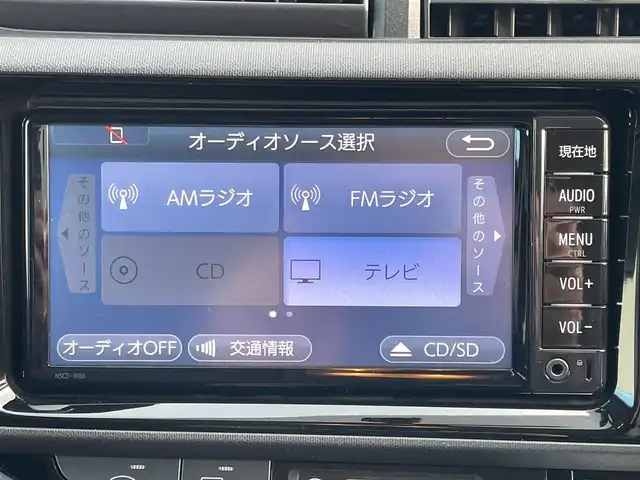 オーディオソース選択
現在地
その他のソース
AMラジオ
FMラジオ
その他のソース
AUDIO
PWR
CD
テレビ
MENU
CTRL
VOL+
オーディオOFF
交通情報
CD/SD
VOL-
NSCD-W66